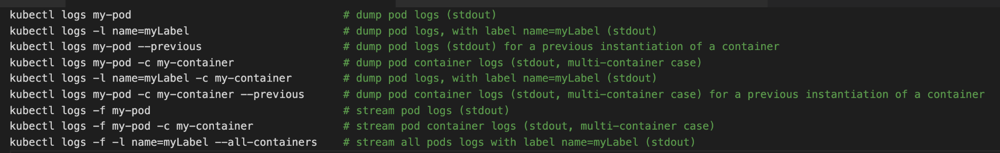 kubectl logs my-pod                                 # dump pod logs (stdout)
kubectl logs -l name=myLabel                        # dump pod logs, with label name=myLabel (stdout)
kubectl logs my-pod --previous                      # dump pod logs (stdout) for a previous instantiation of a container
kubectl logs my-pod -c my-container                 # dump pod container logs (stdout, multi-container case)
kubectl logs -l name=myLabel -c my-container        # dump pod logs, with label name=myLabel (stdout)
kubectl logs my-pod -c my-container --previous      # dump pod container logs (stdout, multi-container case) for a previous instantiation of a container
kubectl logs -f my-pod                              # stream pod logs (stdout)
kubectl logs -f my-pod -c my-container              # stream pod container logs (stdout, multi-container case)
kubectl logs -f -l name=myLabel --all-containers    # stream all pods logs with label name=myLabel (stdout)